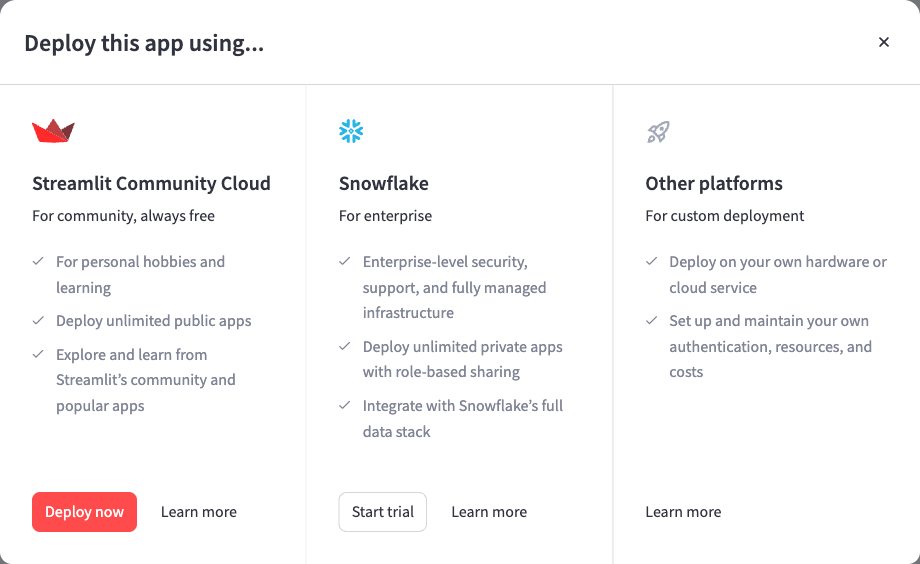 Deploy this app using...
Streamlit Community Cloud
For community, always free
For personal hobbies and
learning
Deploy unlimited public apps
Explore and learn from
Streamlit’s community and
popular apps
Deploy now
Learn more
Snowflake
For enterprise
Enterprise-level security,
support, and fully managed
infrastructure
Deploy unlimited private apps
with role-based sharing
Integrate with Snowflake’s full
data stack
Start trial
Learn more
Other platforms
For custom deployment
Deploy on your own hardware or
cloud service
Set up and maintain your own
authentication, resources, and
costs
Learn more